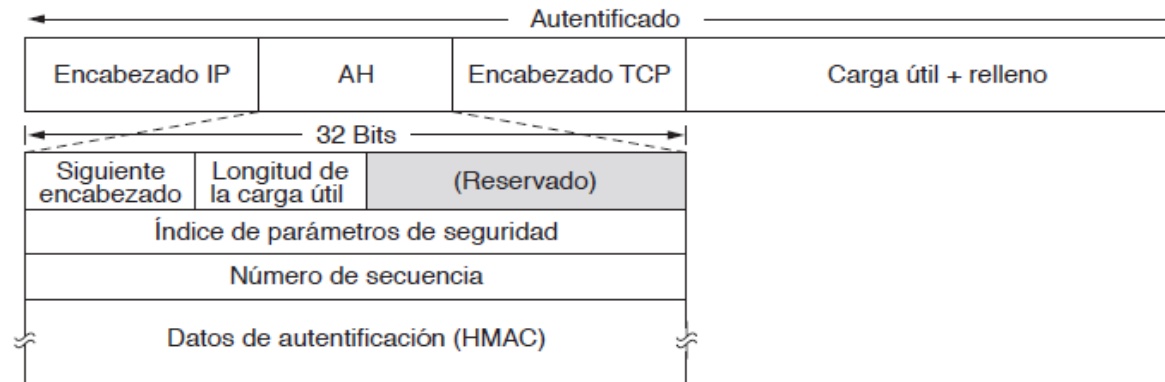 Autentificado
Encabezado IP AH Encabezado TCP Carga útil + relleno
32 Bits
Siguiente encabezado Longitud de la carga útil (Reservado)
Índice de parámetros de seguridad
Número de secuencia
Datos de autentificación (HMAC)